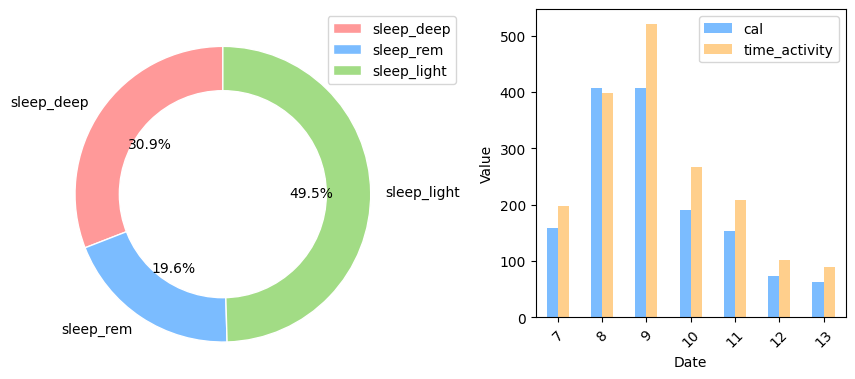 sleep_deep
sleep_rem
sleep_light
sleep_deep
30.9%
49.5%
sleep_light
19.6%
sleep_rem
cal
time_activity
Value
500
400
300
200
100
0
7
8
9
10
11
12
13
Date